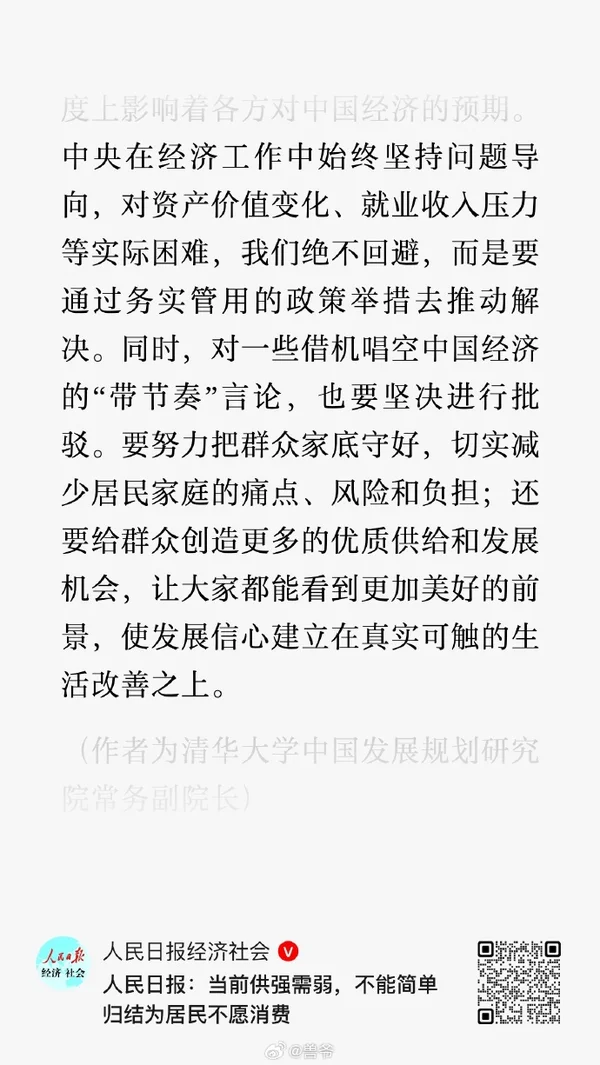 度上影响着各方对中国经济的预期。
中央在经济工作中始终坚持问题导
向，对资产价值变化、就业收入压力
等实际困难，我们绝不回避，而是要
通过务实管用的政策举措去推动解
决。同时，对一些借机唱空中国经济
的“带节奏”言论，也要坚决进行批
驳。要努力把群众家底守好，切实减
少居民家庭的痛点、风险和负担；还
要给群众创造更多的优质供给和发展
机会，让大家都能看到更加美好的前
景，使发展信心建立在真实可触的生
活改善之上。
（作者为清华大学中国发展规划研究
院常务副院长）
人民日报
经济 社会
人民日报经济社会
V
人民日报：当前供强需弱，不能简单
归结为居民不愿消费
@兽爷